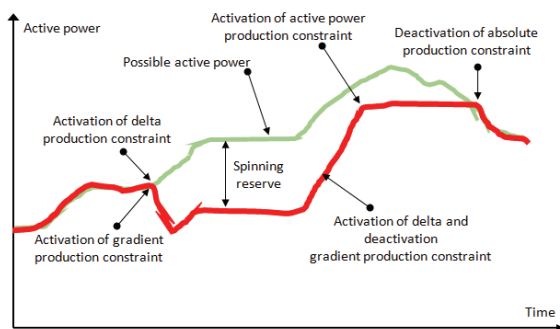 Active power
Activation of active power
production constraint
Deactivation of absolute
production constraint
Possible active power
Activation of delta
production constraint
Spinning
reserve
Activation of gradient
production constraint
Activation of delta and
deactivation
gradient production constraint
Time